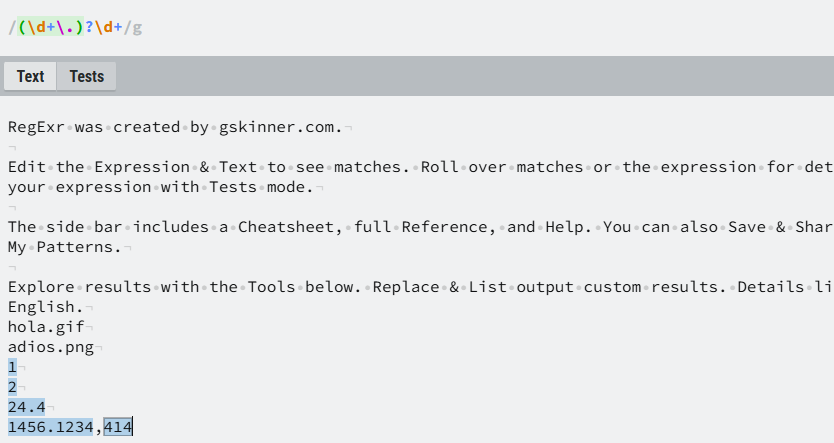 /(\d+\.)?\d+/g
Text Tests
RegExr was created by gskinner.com.
Edit the Expression & Text to see matches. Roll over matches or the expression for det
your expression with Tests mode.
The side bar includes a Cheatsheet, full Reference, and Help. You can also Save & Shar
My Patterns.
Explore results with the Tools below. Replace & List output custom results. Details li
English.
hola.gif
adios.png
1
2
24.4
1456.1234,414